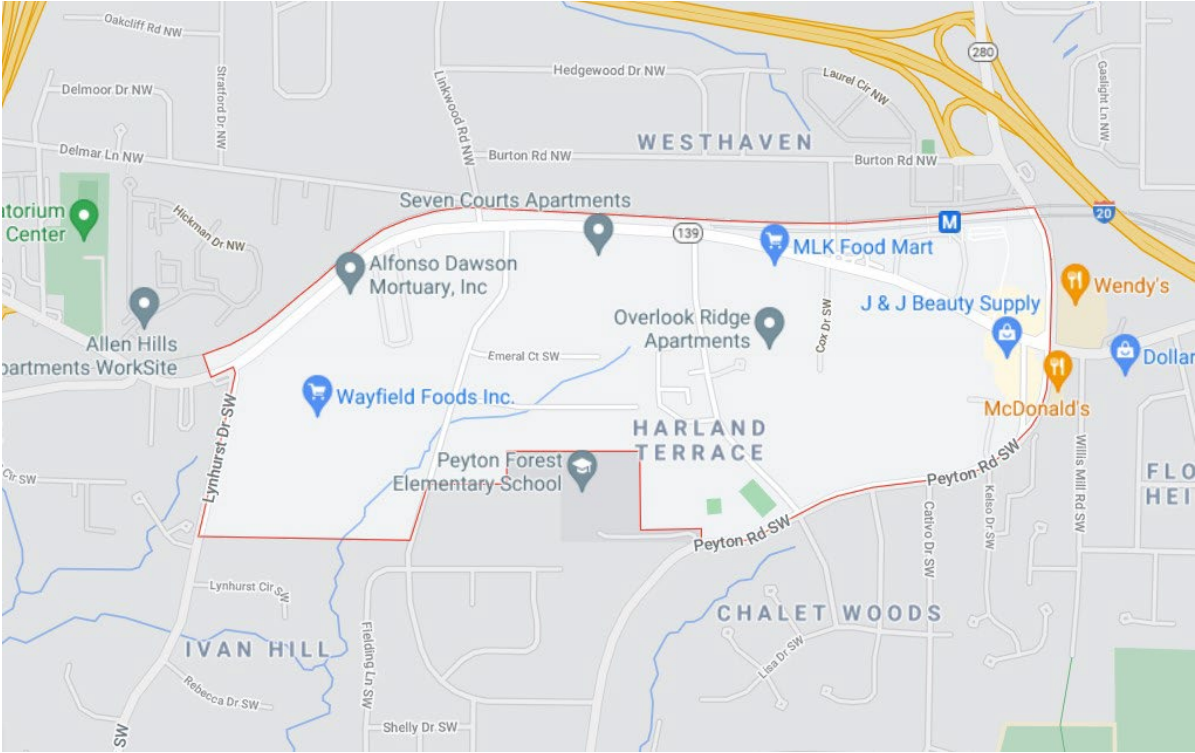 Oakcliff Rd NW
280
Hedgewood Dr NW
Laurel Cir NW
Gaslight Ln NW
Delmoor Dr NW
Stratford Dr NW
Linkwood Rd NW
WESTHAVEN
Delmar Ln NW
Burton Rd NW
Burton Rd NW
Seven Courts Apartments
atorium
Center
Hickman Dr NW
139
M
20
MLK Food Mart
Alfonso Dawson
Mortuary, Inc
Wendy's
J & J Beauty Supply
Overlook Ridge
Apartments
Cox Dr SW
Allen Hills
partments WorkSite
Emeral Ct SW
Dollar
Wayfield Foods Inc.
McDonald's
Lynhurst Dr SW
HARLAND
TERRACE
Peyton Forest
Elementary School
Peyton Rd SW
Willis Mill Rd SW
FLO
HEI
Cir SW
Kelso Dr SW
Cativo Dr SW
Peyton Rd SW
Lynhurst Cir SW
CHALET WOODS
IVAN HILL
Fielding Ln SW
Lisa Dr SW
Rebecca Dr SW
Shelly Dr SW
SW